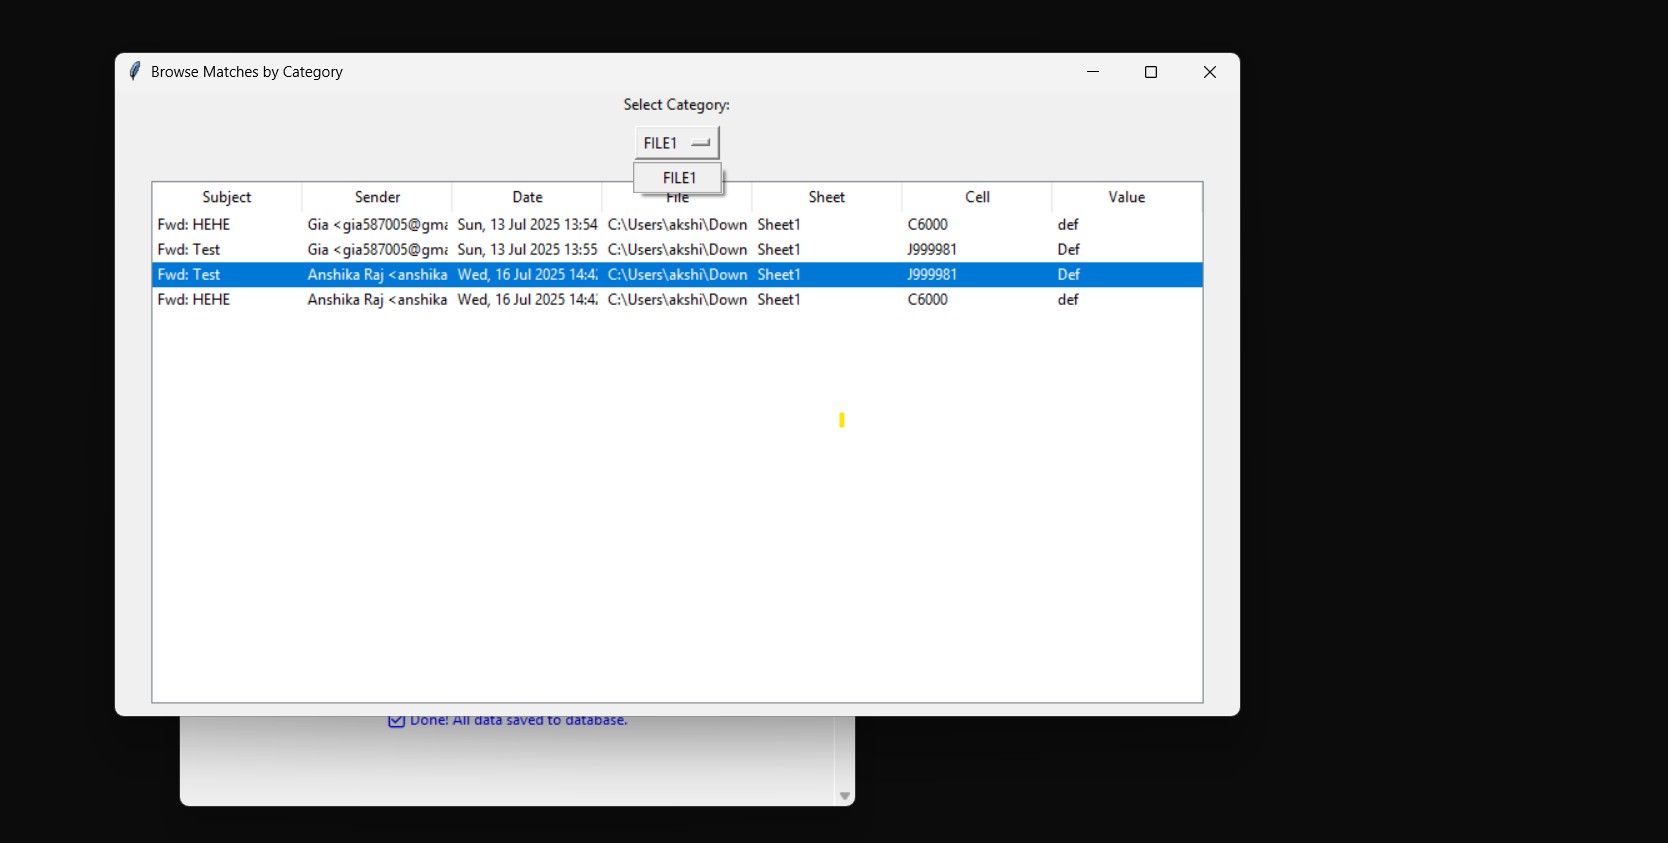 Browse Matches by Category
Select Category:
FILE1
FILE1
Subject Sender Date File Sheet Cell Value
Fwd: HEHE Gia <gia587005@gma Sun, 13 Jul 2025 13:54 C:\Users\akshi\Down Sheet1 C6000 def
Fwd: Test Gia <gia587005@gma Sun, 13 Jul 2025 13:55 C:\Users\akshi\Down Sheet1 J999981 Def
Fwd: Test Anshika Raj <anshika Wed, 16 Jul 2025 14:4 C:\Users\akshi\Down Sheet1 J999981 Def
Fwd: HEHE Anshika Raj <anshika Wed, 16 Jul 2025 14:4 C:\Users\akshi\Down Sheet1 C6000 def
Done! All data saved to database.